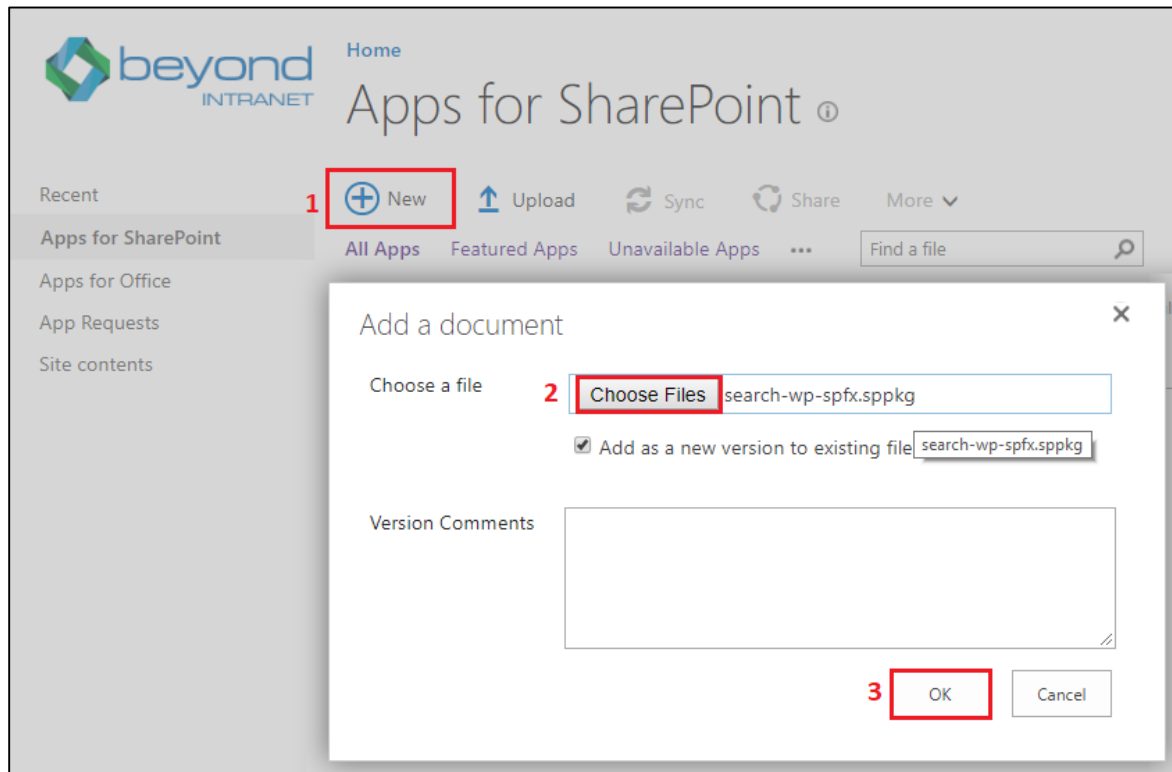 beyond
INTRANET
Home
Apps for SharePoint
Recent
Apps for SharePoint
Apps for Office
App Requests
Site contents
1 New Upload Sync Share More
All Apps Featured Apps Unavailable Apps ••• Find a file
Add a document
Choose a file 2 Choose Files search-wp-spfx.sppkg
Add as a new version to existing file search-wp-spfx.sppkg
Version Comments
3 OK Cancel